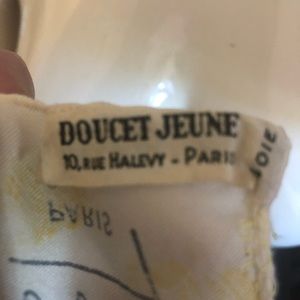 DOUCET JEUNE
10, RUE HALEVY - PARIS
SOIE
PARIS